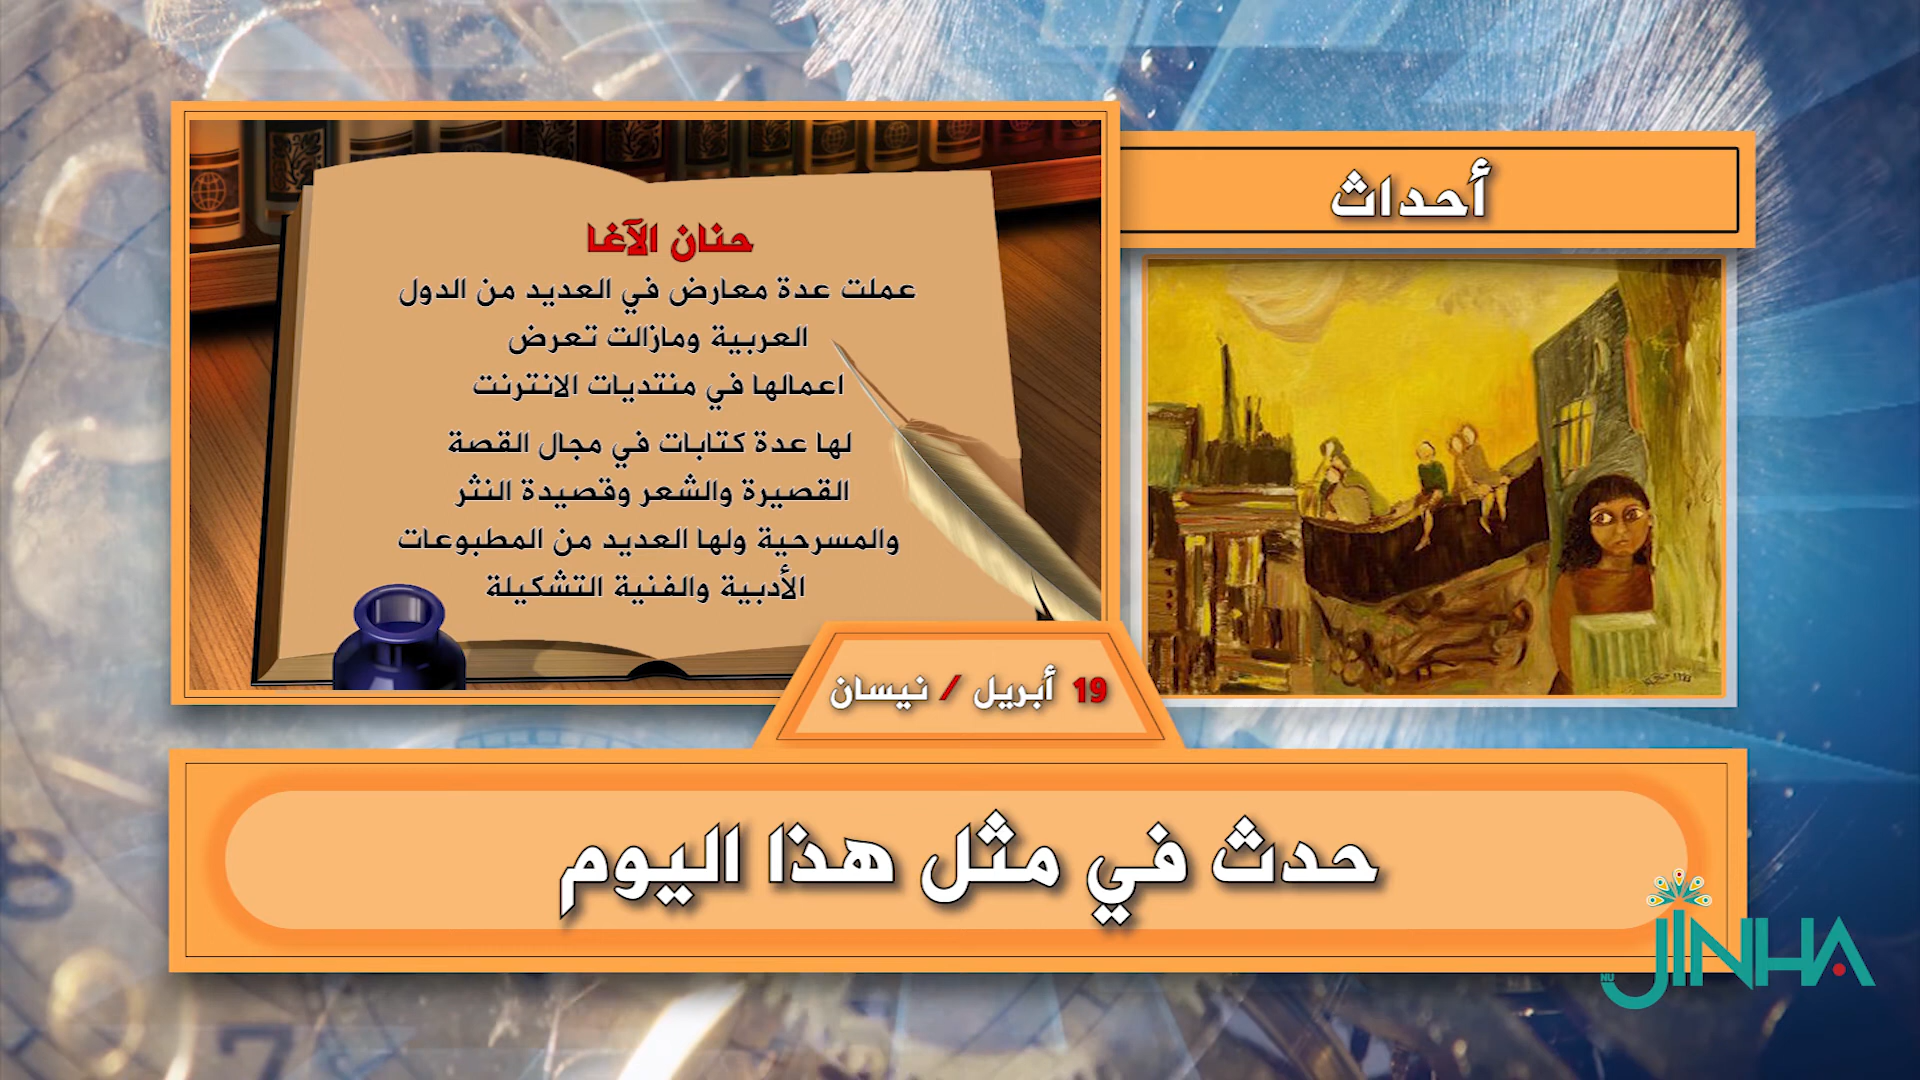 أحداث
حنان الآغا
عملت عدة معارض في العديد من الدول
العربية ومازالت تعرض
اعمالها في منتديات الانترنت
لها عدة كتابات في مجال القصة
القصيرة والشعر وقصيدة النثر
والمسرحية ولها العديد من المطبوعات
الأدبية والفنية التشكيلة
19 أبريل / نيسان
حدث في مثل هذا اليوم
NU JINHA